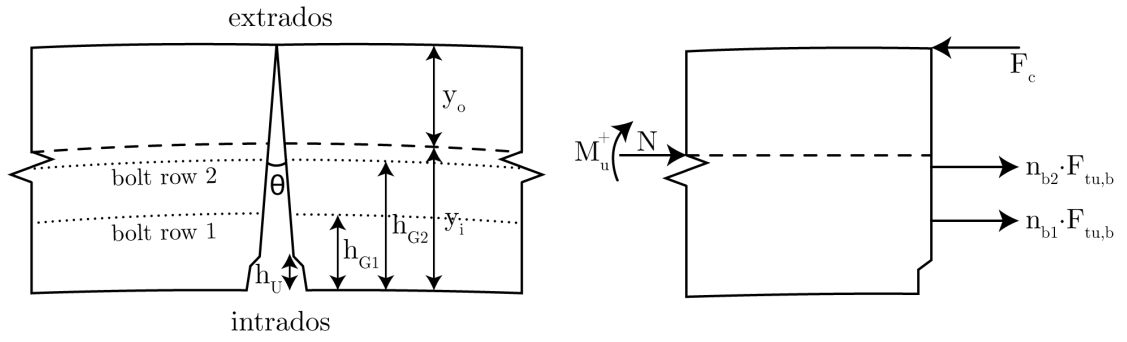 extrados
y_o
bolt row 2
θ
bolt row 1
h_G1
h_G2
y_i
h_U
intrados
F_c
M_u^+
N
n_b2·F_tu,b
n_b1·F_tu,b